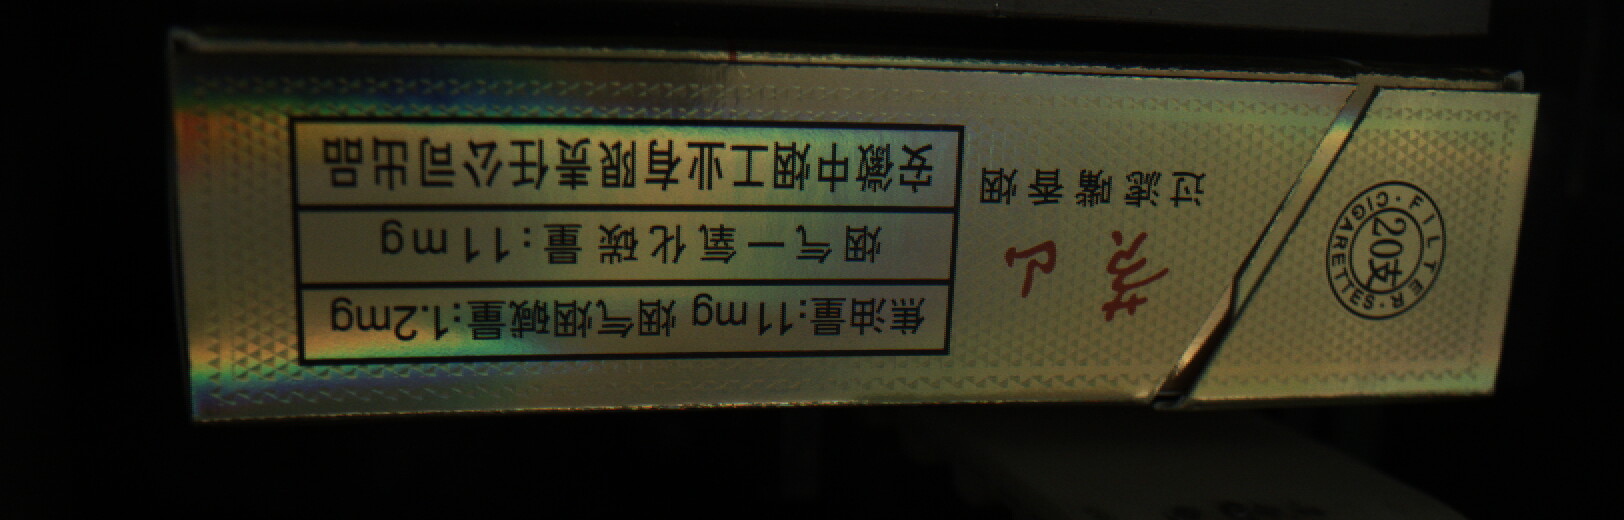 20支
FILTER · CIGARETTES ·
黄山
过滤嘴香烟
焦油量:11mg 烟气烟碱量:1.2mg
烟气一氧化碳量:11mg
安徽中烟工业有限责任公司出品